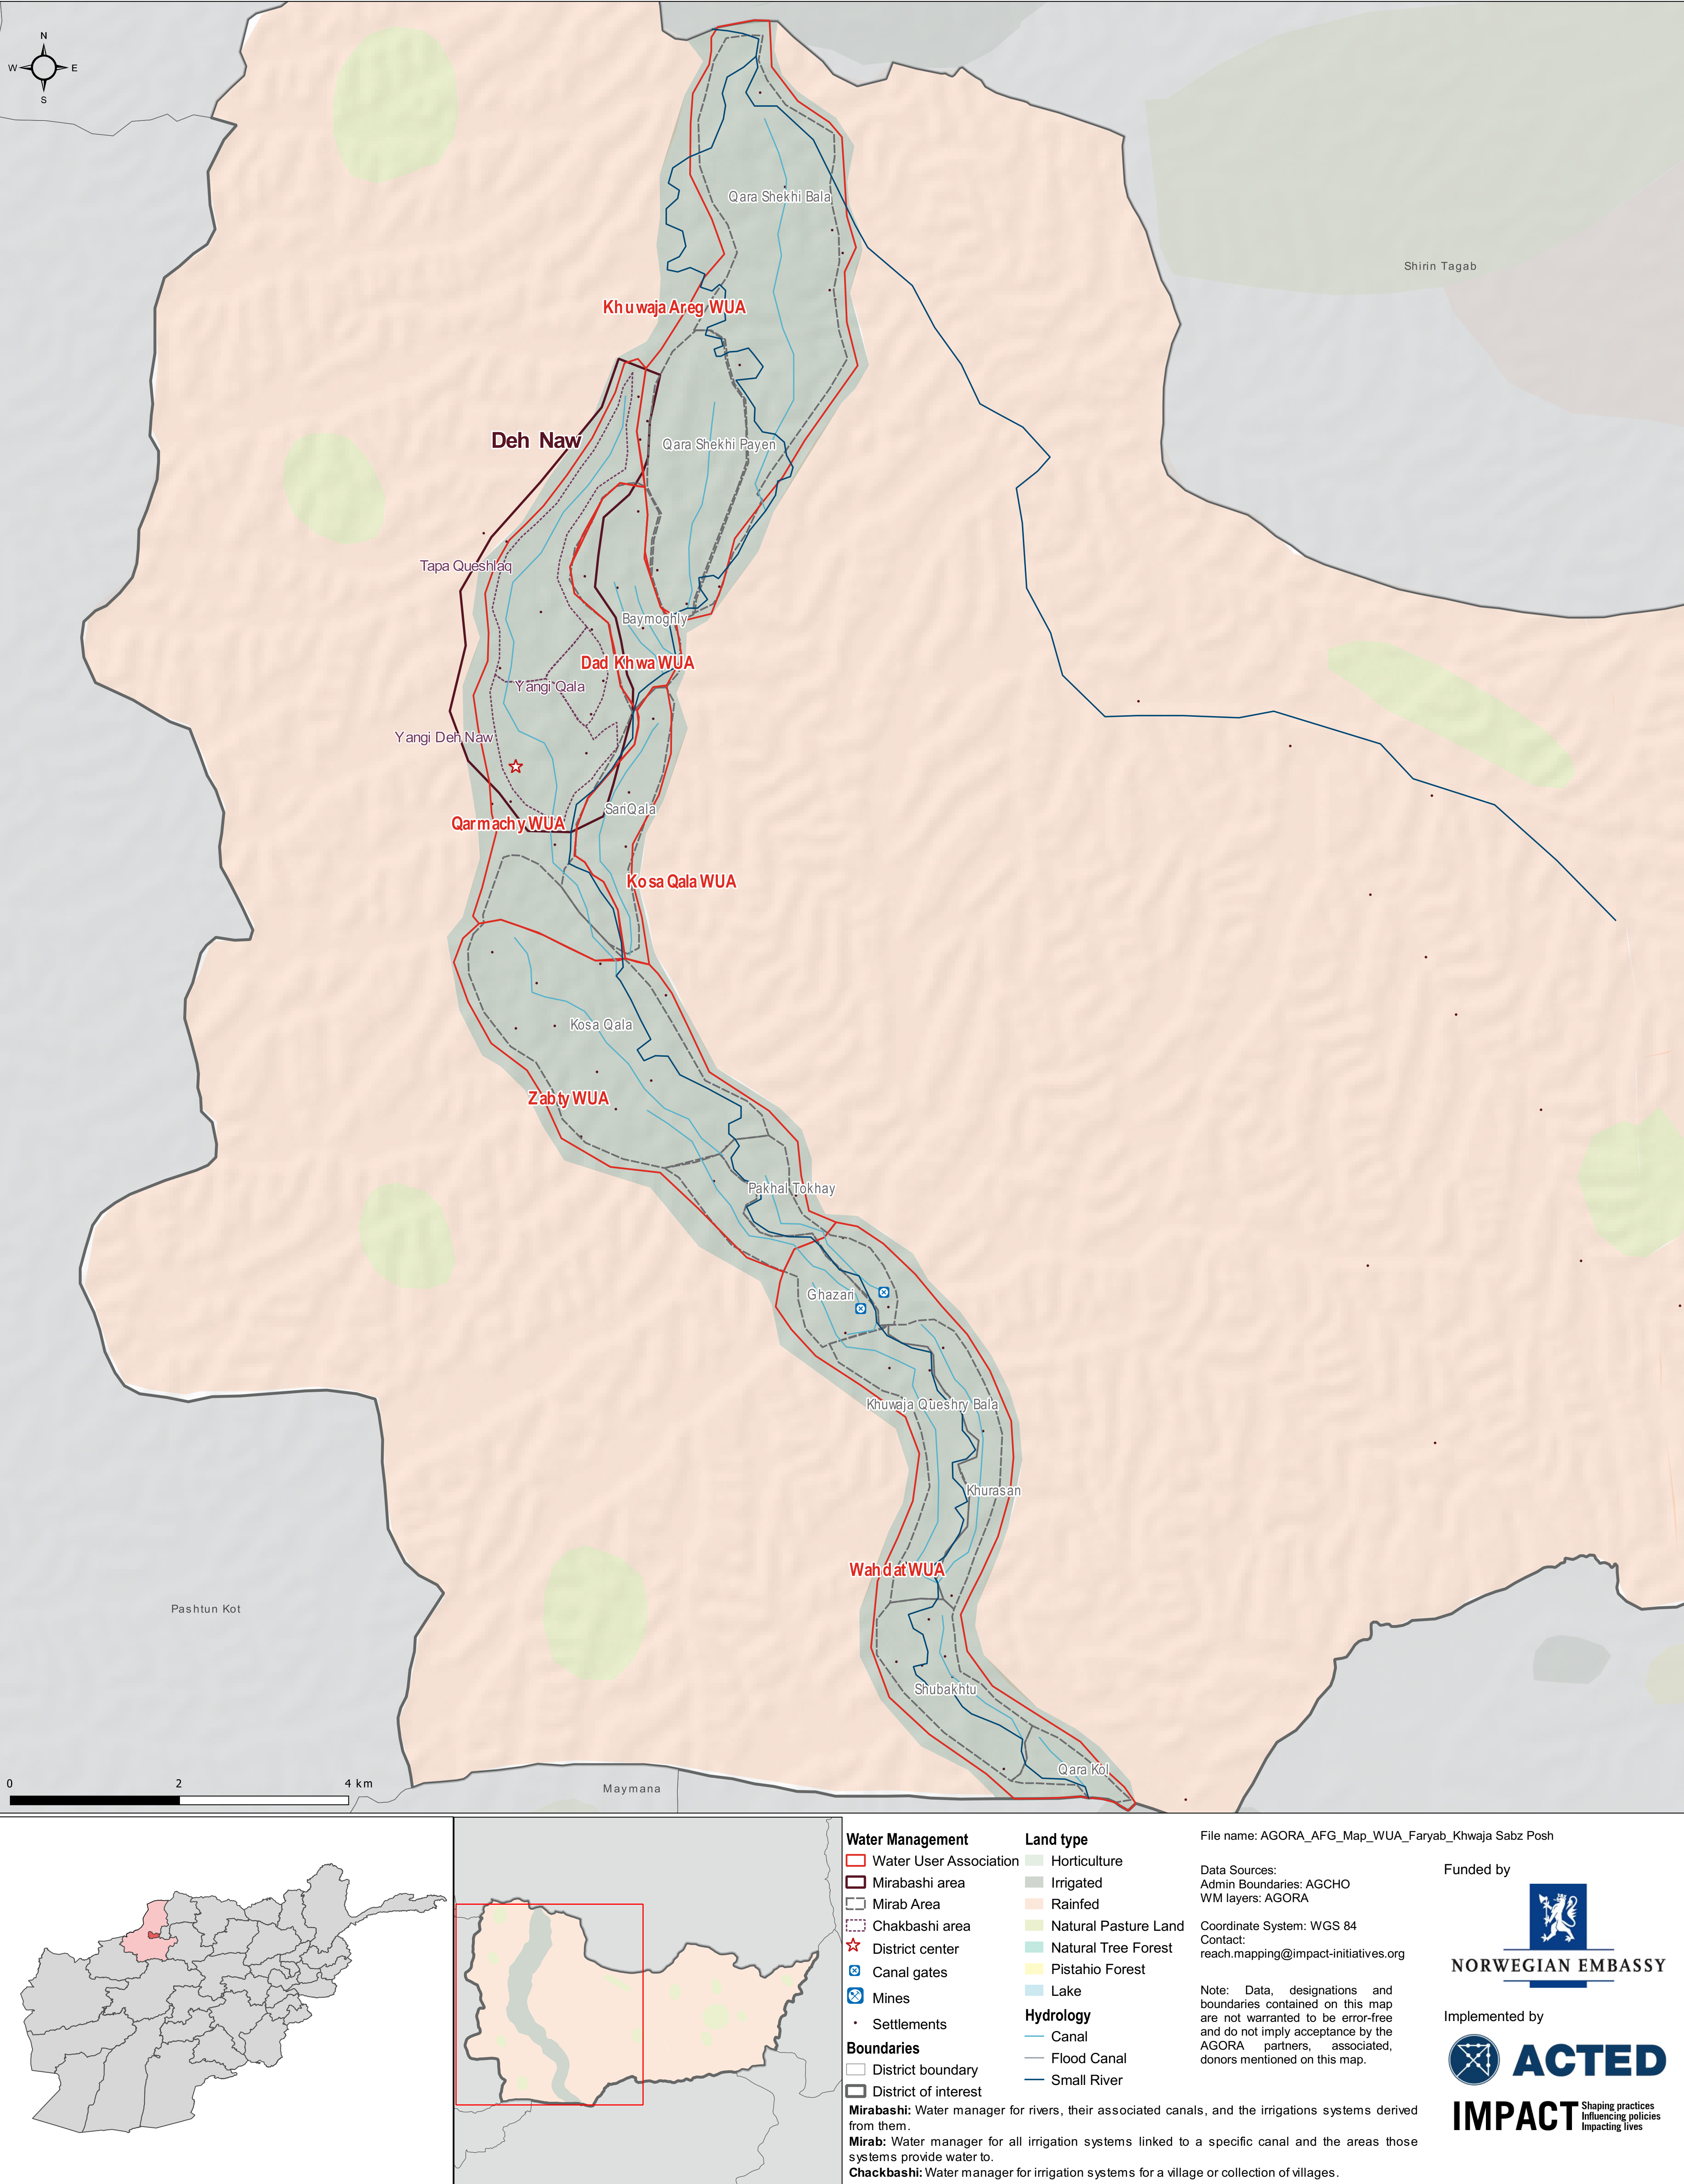 N
W E
S
Qara Shekhi Bala
Shirin Tagab
Khuwaja Areg WUA
Deh Naw
Qara Shekhi Payen
Tapa Queshlaq
Baymoghly
Dad Khwa WUA
Yangi Qala
Yangi Deh Naw
SariQala
Qarmachy WUA
Kosa Qala WUA
Kosa Qala
Zabty WUA
Pakhal Tokhay
Ghazari
Khuwaja Queshry Bala
Khurasan
Wahdat WUA
Pashtun Kot
Shubakhtu
Qara Kol
Maymana
0 2 4 km
Water Management
Water User Association
Mirabashi area
Mirab Area
Chakbashi area
District center
Canal gates
Mines
Settlements
Boundaries
District boundary
District of interest
Land type
Horticulture
Irrigated
Rainfed
Natural Pasture Land
Natural Tree Forest
Pistahio Forest
Lake
Hydrology
Canal
Flood Canal
Small River
Mirabashi: Water manager for rivers, their associated canals, and the irrigations systems derived
from them.
Mirab: Water manager for all irrigation systems linked to a specific canal and the areas those
systems provide water to.
Chackbashi: Water manager for irrigation systems for a village or collection of villages.
File name: AGORA_AFG_Map_WUA_Faryab_Khwaja Sabz Posh
Data Sources:
Admin Boundaries: AGCHO
WM layers: AGORA
Coordinate System: WGS 84
Contact:
reach.mapping@impact-initiatives.org
Note: Data, designations and
boundaries contained on this map
are not warranted to be error-free
and do not imply acceptance by the
AGORA partners, associated,
donors mentioned on this map.
Funded by
NORWEGIAN EMBASSY
Implemented by
ACTED
IMPACT
Shaping practices
Influencing policies
Impacting lives